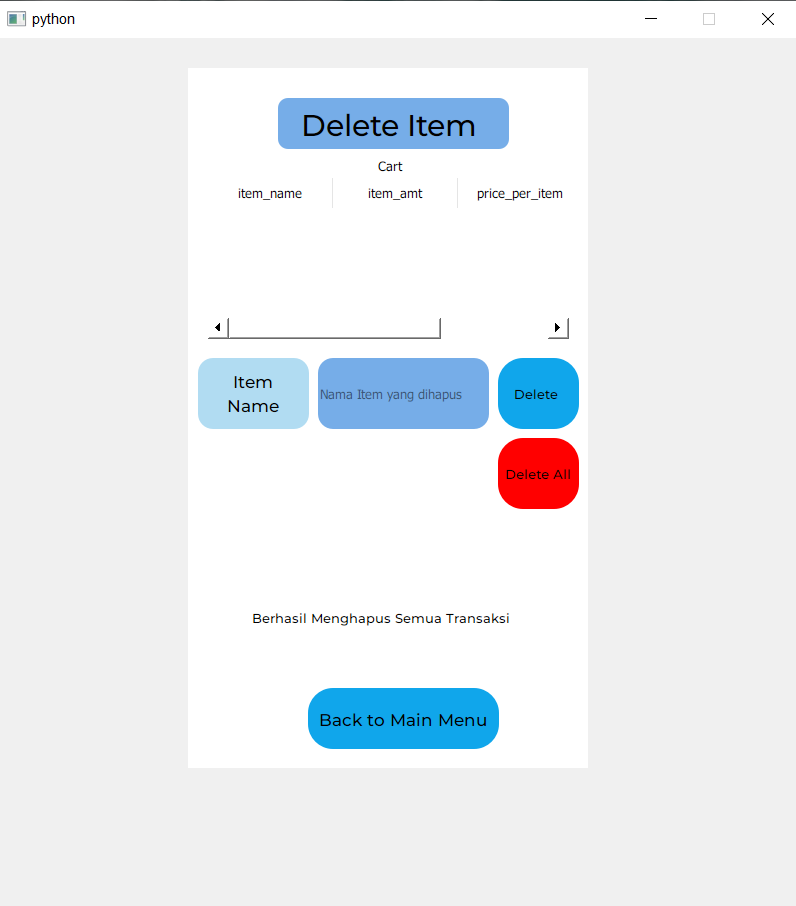 python
Delete Item
Cart
item_name item_amt price_per_item
Item
Name
Nama Item yang dihapus
Delete
Delete All
Berhasil Menghapus Semua Transaksi
Back to Main Menu